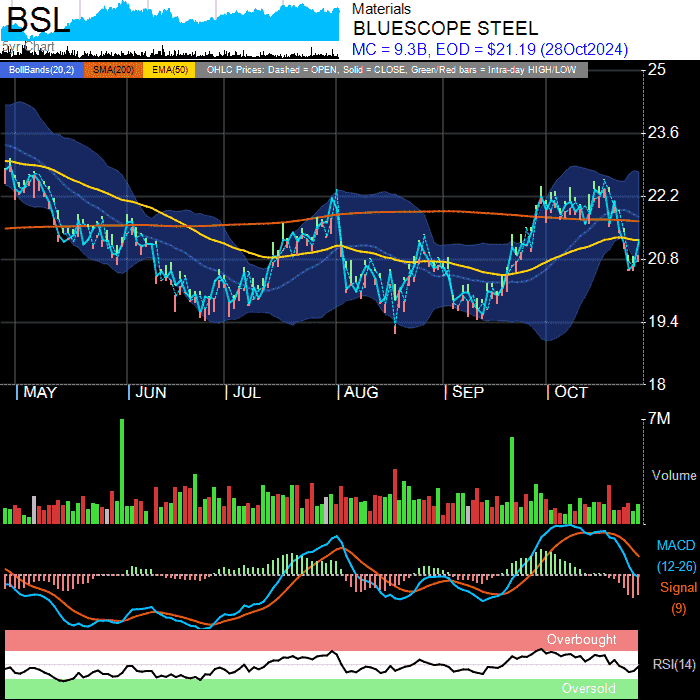 BSL
Materials
BLUESCOPE STEEL
MC = 9.3B, EOD = $21.19 (28Oct2024)
5yr Chart
BollBands(20,2) SMA(200) EMA(50) OHLC Prices: Dashed = OPEN, Solid = CLOSE, Green/Red bars = Intra-day HIGH/LOW
25
23.6
22.2
20.8
19.4
18
MAY JUN JUL AUG SEP OCT
7M
Volume
MACD
(12-26)
Signal
(9)
Overbought
RSI(14)
Oversold